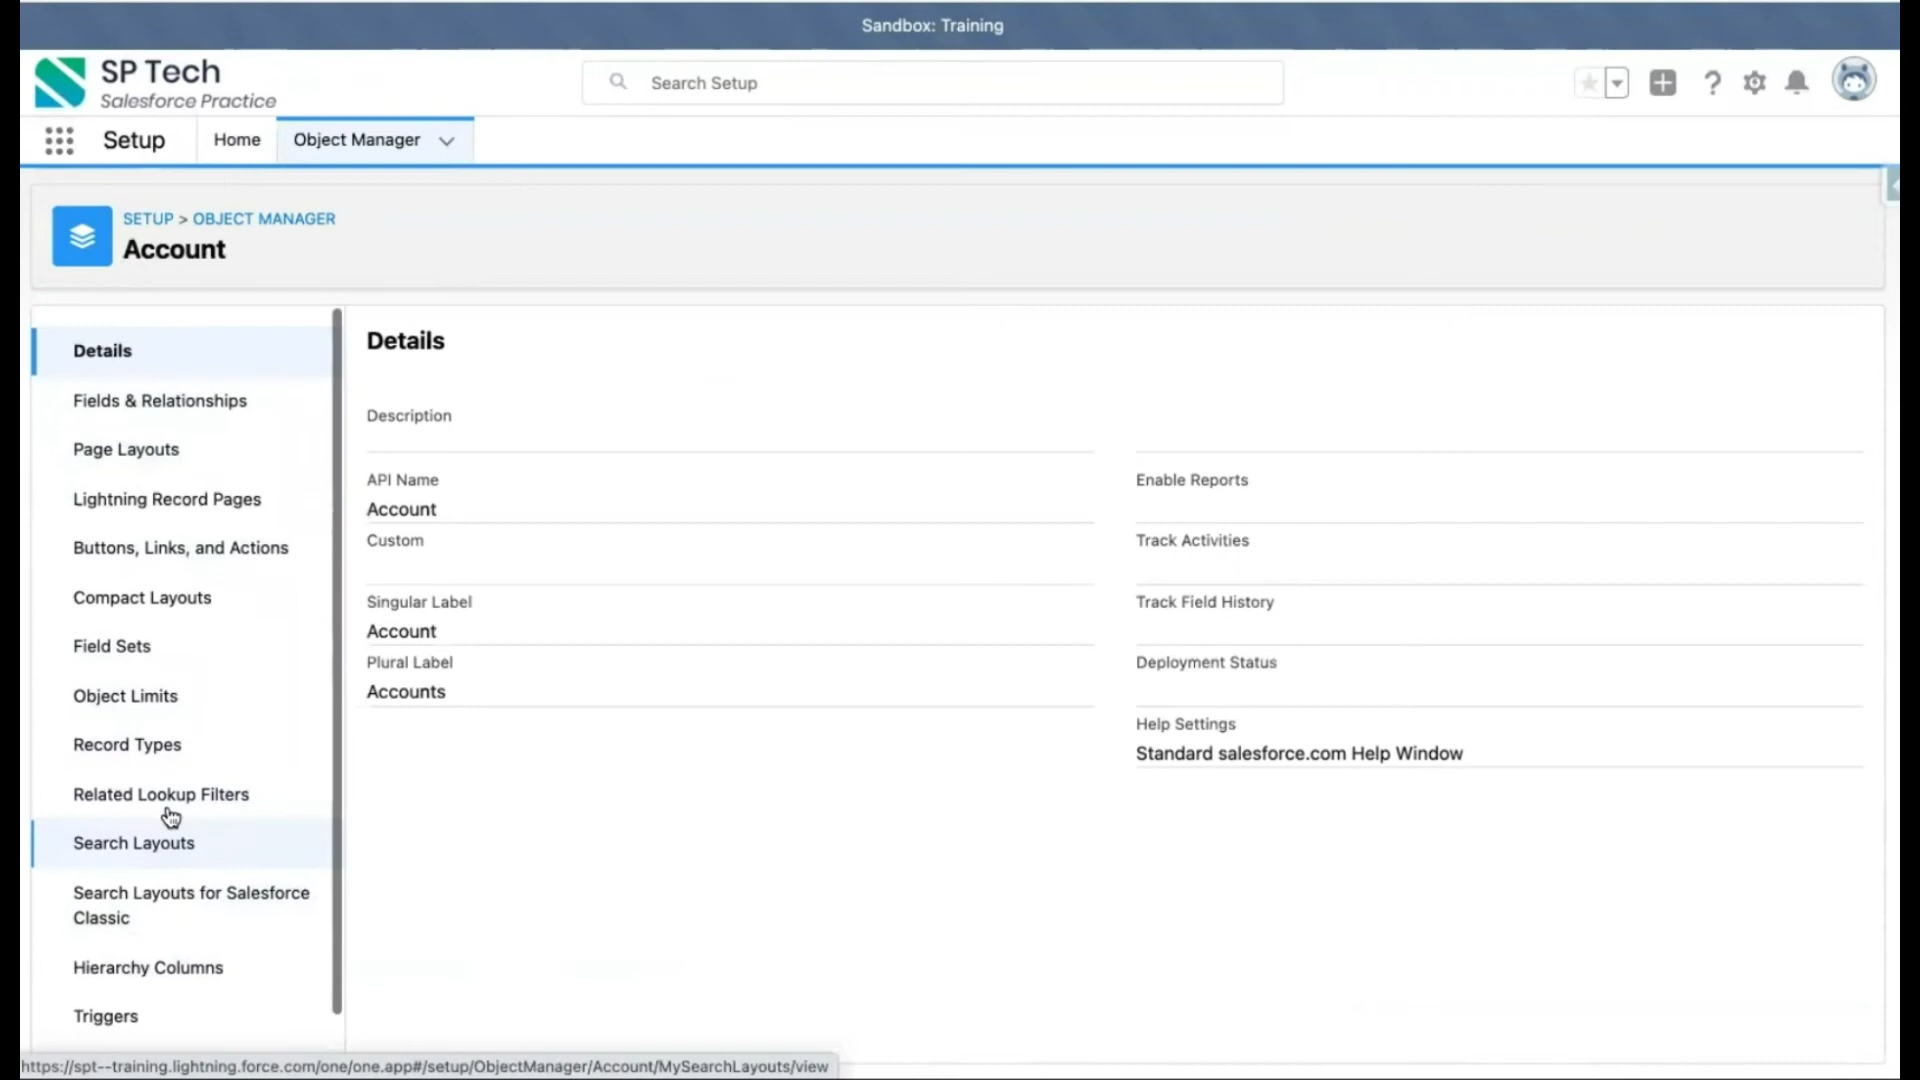 Sandbox: Training
SP Tech
Salesforce Practice
Search Setup
Setup
Home
Object Manager
SETUP > OBJECT MANAGER
Account
Details
Fields & Relationships
Page Layouts
Lightning Record Pages
Buttons, Links, and Actions
Compact Layouts
Field Sets
Object Limits
Record Types
Related Lookup Filters
Search Layouts
Search Layouts for Salesforce
Classic
Hierarchy Columns
Triggers
Details
Description
API Name
Account
Custom
Singular Label
Account
Plural Label
Accounts
Enable Reports
Track Activities
Track Field History
Deployment Status
Help Settings
Standard salesforce.com Help Window
https://spt--training.lightning.force.com/one/one.app#/setup/ObjectManager/Account/MySearchLayouts/view